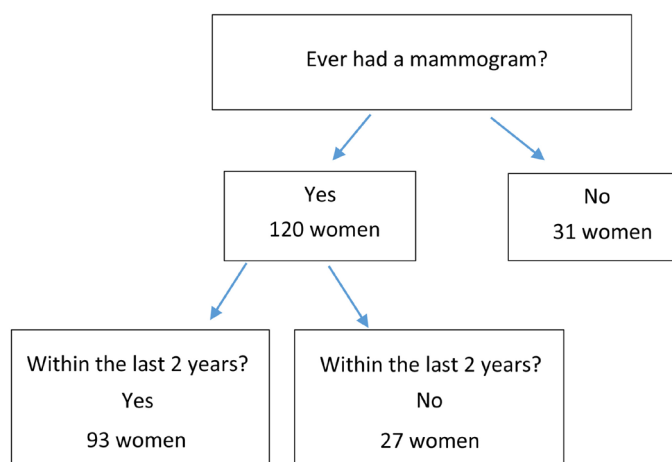 Ever had a mammogram?
Yes
120 women
No
31 women
Within the last 2 years?
Yes
93 women
Within the last 2 years?
No
27 women